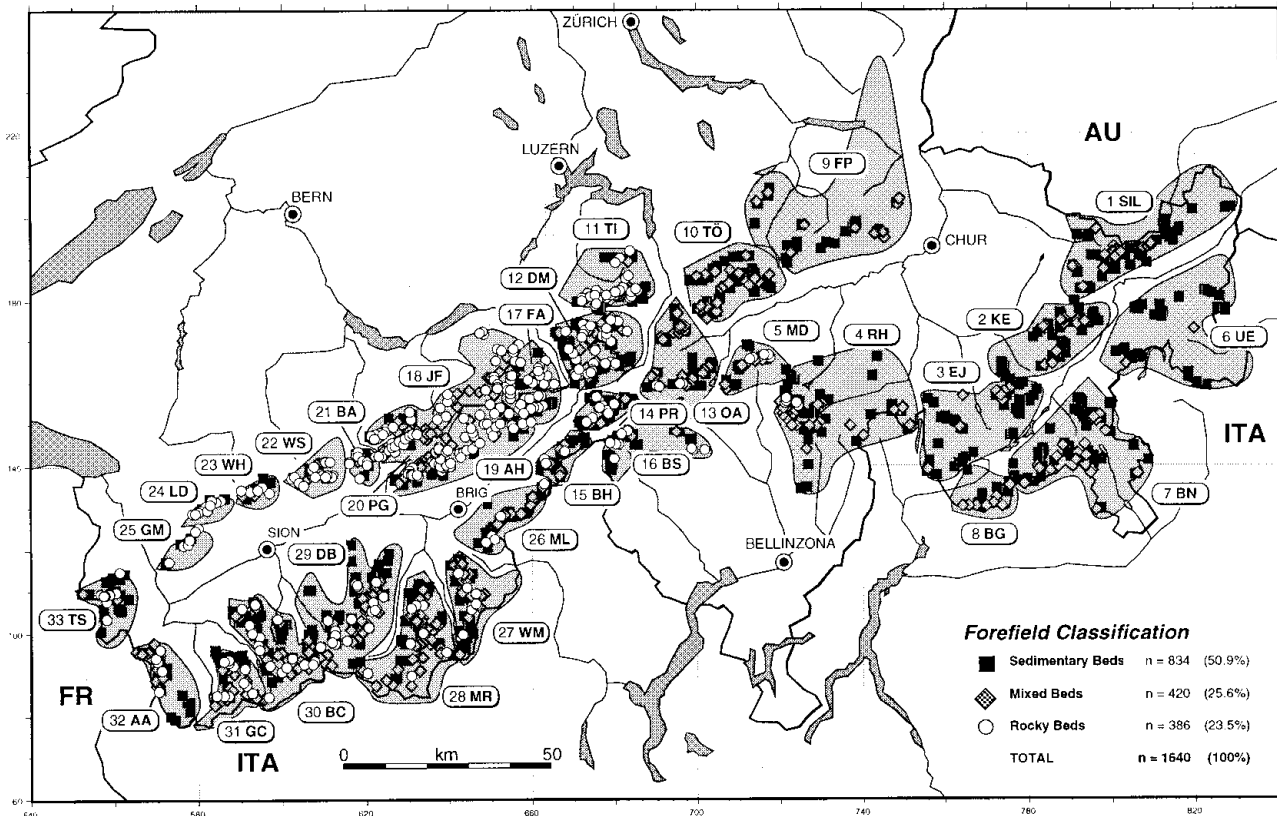 ZÜRICH
220
AU
LUZERN
9 FP
BERN
1 SIL
11 TI
10 TÖ
CHUR
12 DM
180
17 FA
2 KE
5 MD
4 RH
6 UE
18 JF
3 EJ
21 BA
14 PR
13 OA
22 WS
ITA
145
16 BS
23 WH
19 AH
24 LD
20 PG
BRIG
15 BH
7 BN
25 GM
SION
26 ML
8 BG
29 DB
BELLINZONA
33 TS
27 WM
100
Forefield Classification
Sedimentary Beds n = 834 (50.9%)
FR
28 MR
Mixed Beds n = 420 (25.6%)
30 BC
32 AA
31 GC
Rocky Beds n = 386 (23.5%)
ITA
0 km 50
TOTAL n = 1640 (100%)
60
540 580 620 660 700 740 780 820